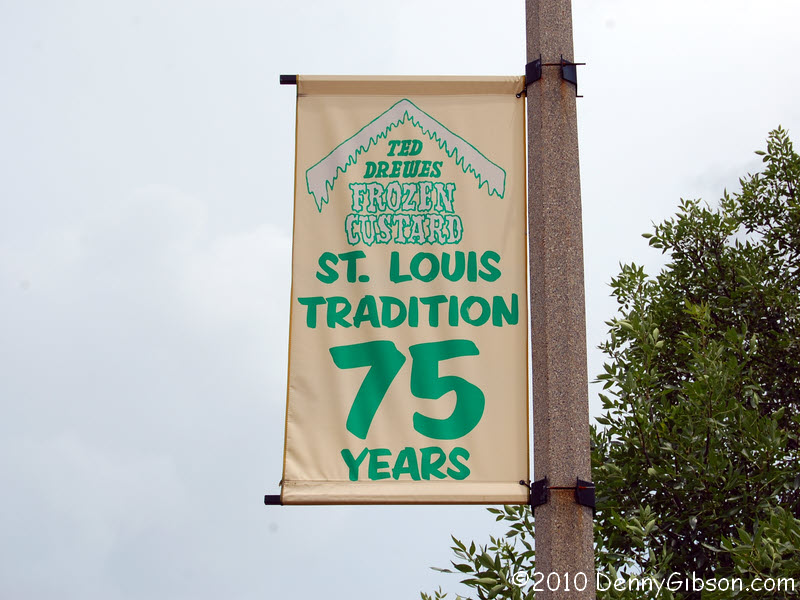 TED
DREWES
FROZEN
CUSTARD
ST. LOUIS
TRADITION
75
YEARS
©2010 DennyGibson.com